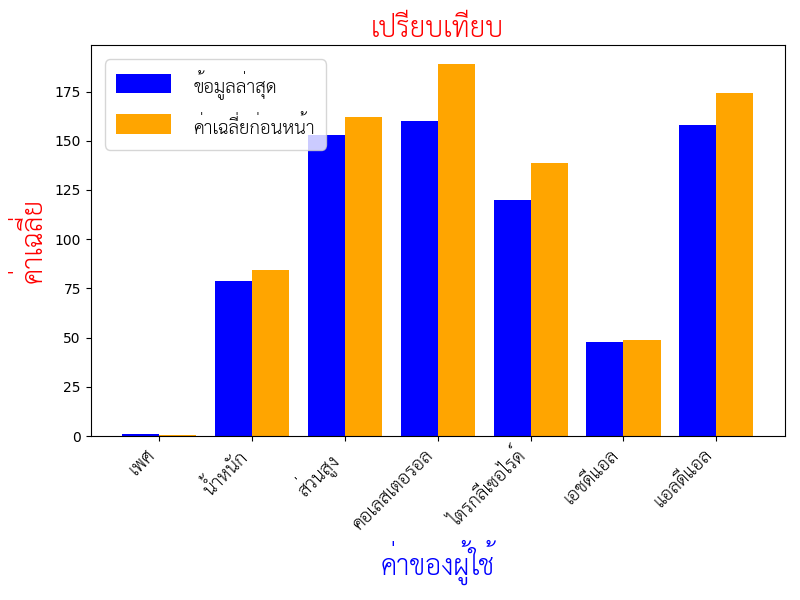 เปรียบเทียบ
ข้อมูลล่าสุด
ค่าเฉลี่ยก่อนหน้า
ค่าเฉลี่ย
175
150
125
100
75
50
25
0
เพศ
น้ำหนัก
ส่วนสูง
คอเลสเตอรอล
ไตรกลีเซอไรด์
เอชดีแอล
แอลดีแอล
ค่าของผู้ใช้